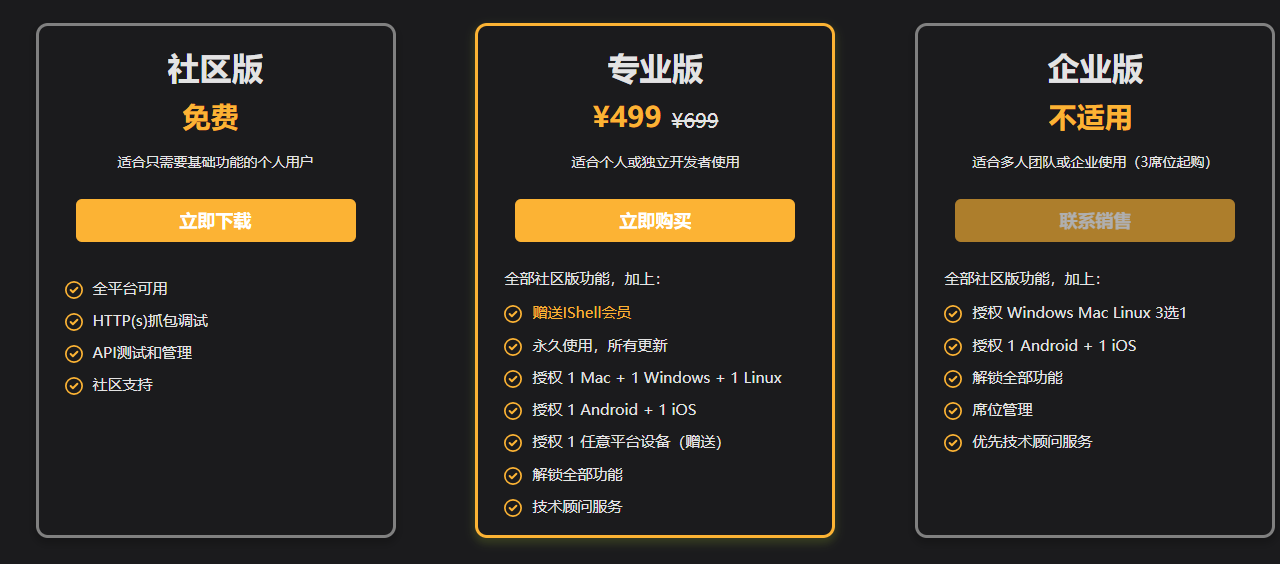 社区版
免费
适合只需要基础功能的个人用户
立即下载
全平台可用
HTTP(s)抓包调试
API测试和管理
社区支持
专业版
¥499 ¥699
适合个人或独立开发者使用
立即购买
全部社区版功能，加上：
赠送IShell会员
永久使用，所有更新
授权 1 Mac + 1 Windows + 1 Linux
授权 1 Android + 1 iOS
授权 1 任意平台设备（赠送）
解锁全部功能
技术顾问服务
企业版
不适用
适合多人团队或企业使用（3席位起购）
联系销售
全部社区版功能，加上：
授权 Windows Mac Linux 3选1
授权 1 Android + 1 iOS
解锁全部功能
席位管理
优先技术顾问服务